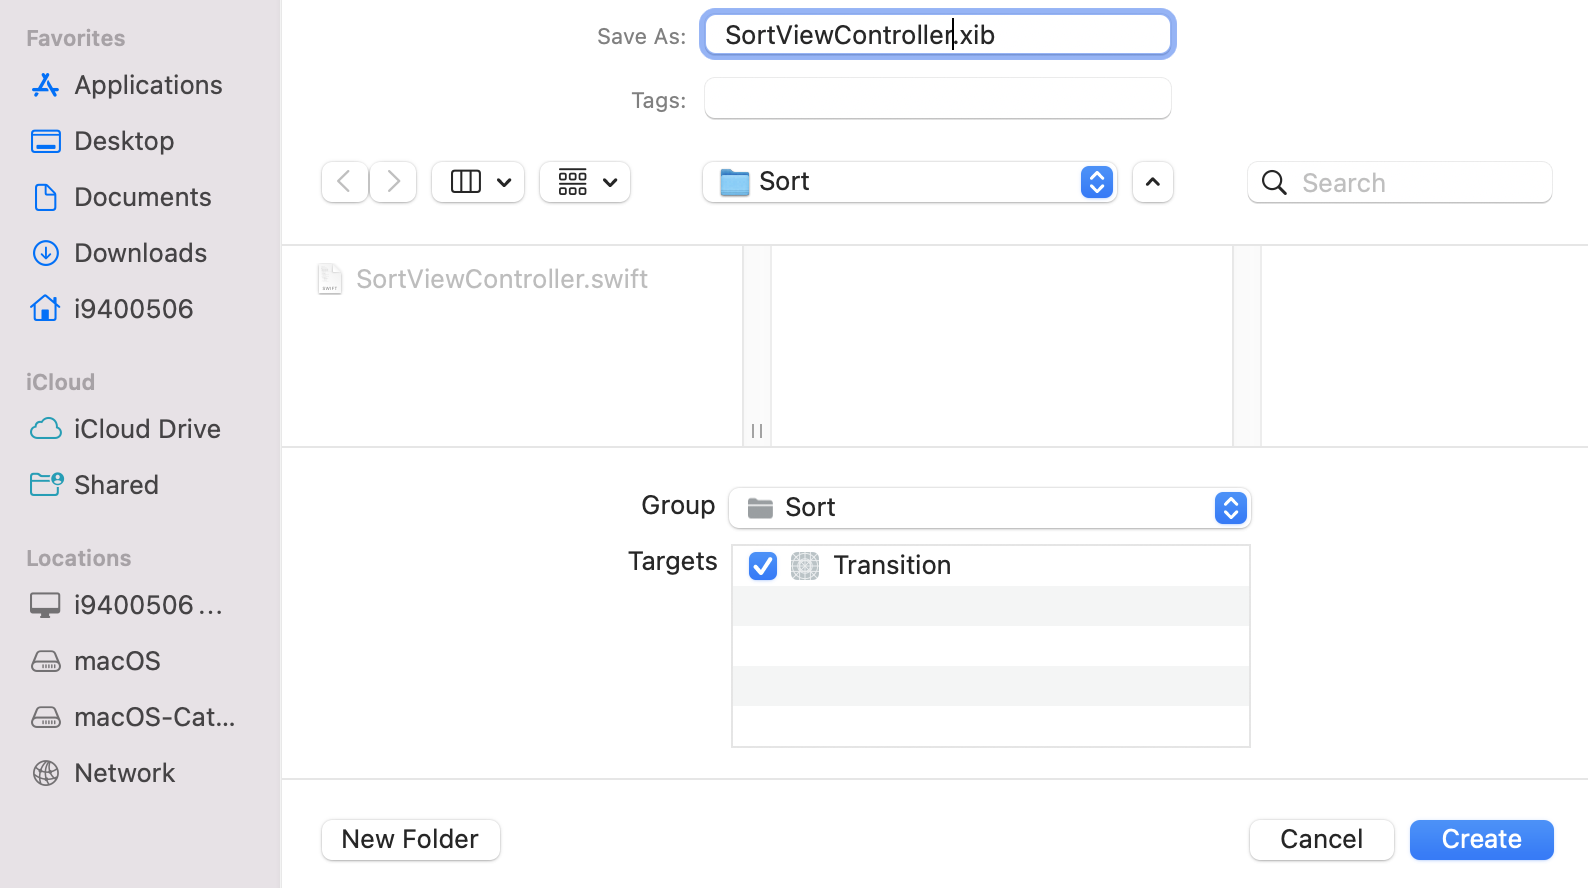 Favorites
Applications
Desktop
Documents
Downloads
i9400506
iCloud
iCloud Drive
Shared
Locations
i9400506...
macOS
macOS-Cat...
Network
Save As: SortViewController.xib
Tags:
Sort
Search
SortViewController.swift
Group Sort
Targets Transition
New Folder
Cancel Create